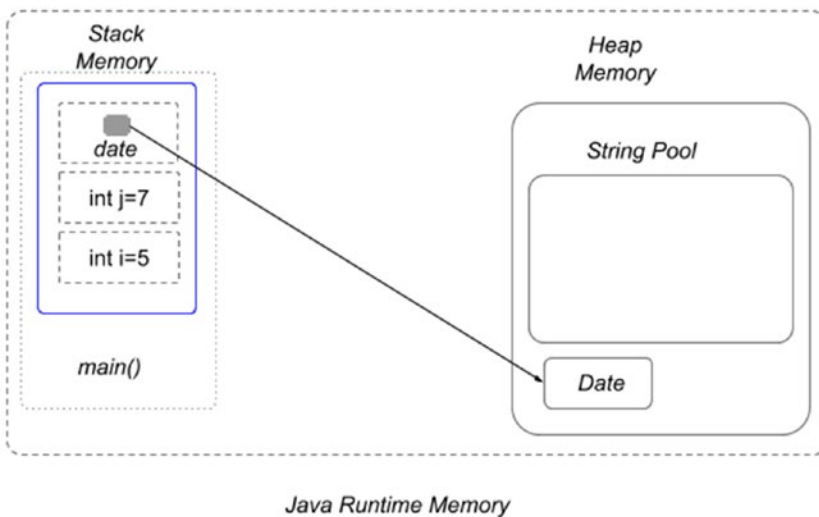 Stack
Memory
date
int j=7
int i=5
main()
Heap
Memory
String Pool
Date
Java Runtime Memory